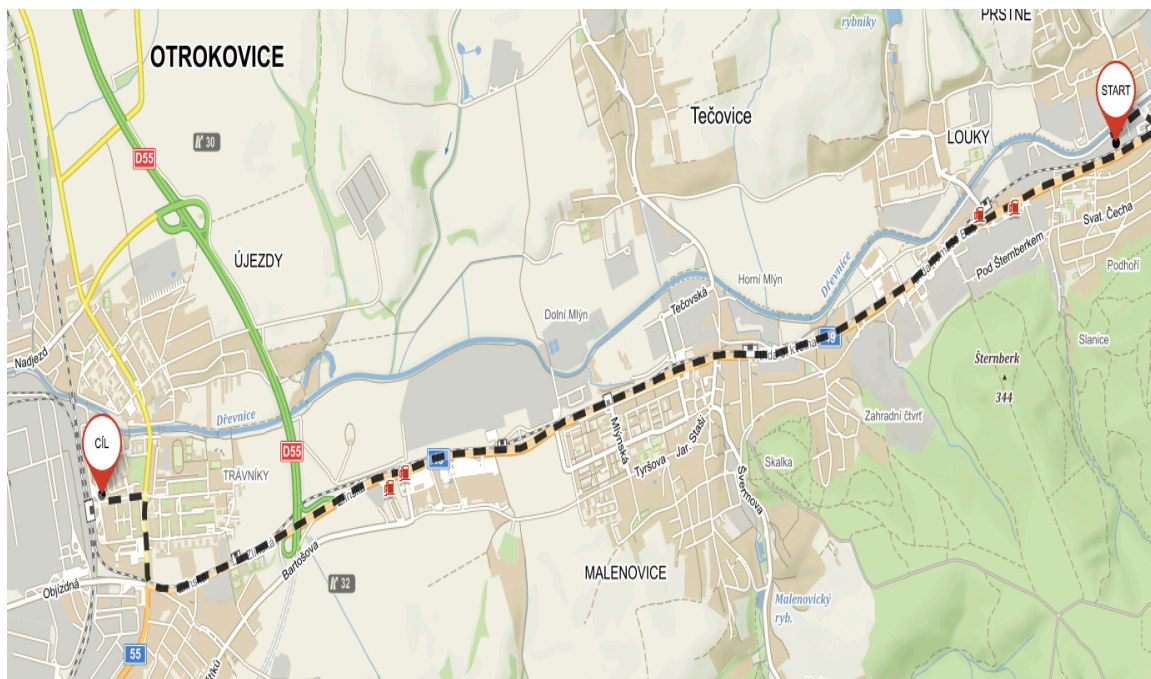 PRŠTNÉ
rybníky
OTROKOVICE
START
Tečovice
LOUKY
30
D55
Svat. Čecha
ÚJEZDY
Pod Šternberkem
Podhoří
Dřevnice
Horní Mlýn
Tečovská
Dolní Mlýn
Slanice
Nadjezd
Šternberk
344
Dřevnice
Zahradní čtvrť
CÍL
Mlýnská
Jar. Staší
D55
TRÁVNÍKY
Tyršova
Skalka
Švermova
Bartošova
MALENOVICE
32
Objízdná
Malenovický
ryb.
55